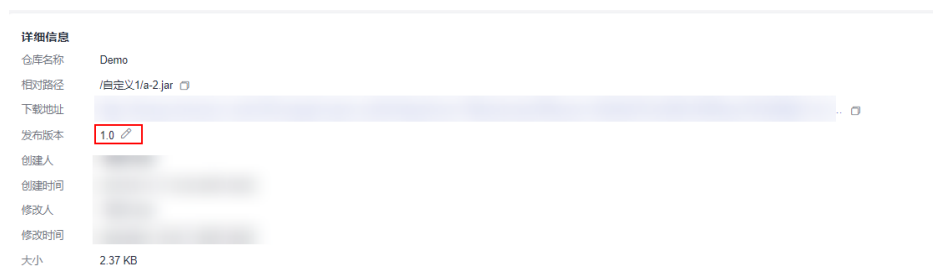 详细信息
仓库名称 Demo
相对路径 /自定义1/a-2.jar
下载地址 ..
发布版本 1.0
创建人
创建时间
修改人
修改时间
大小 2.37 KB